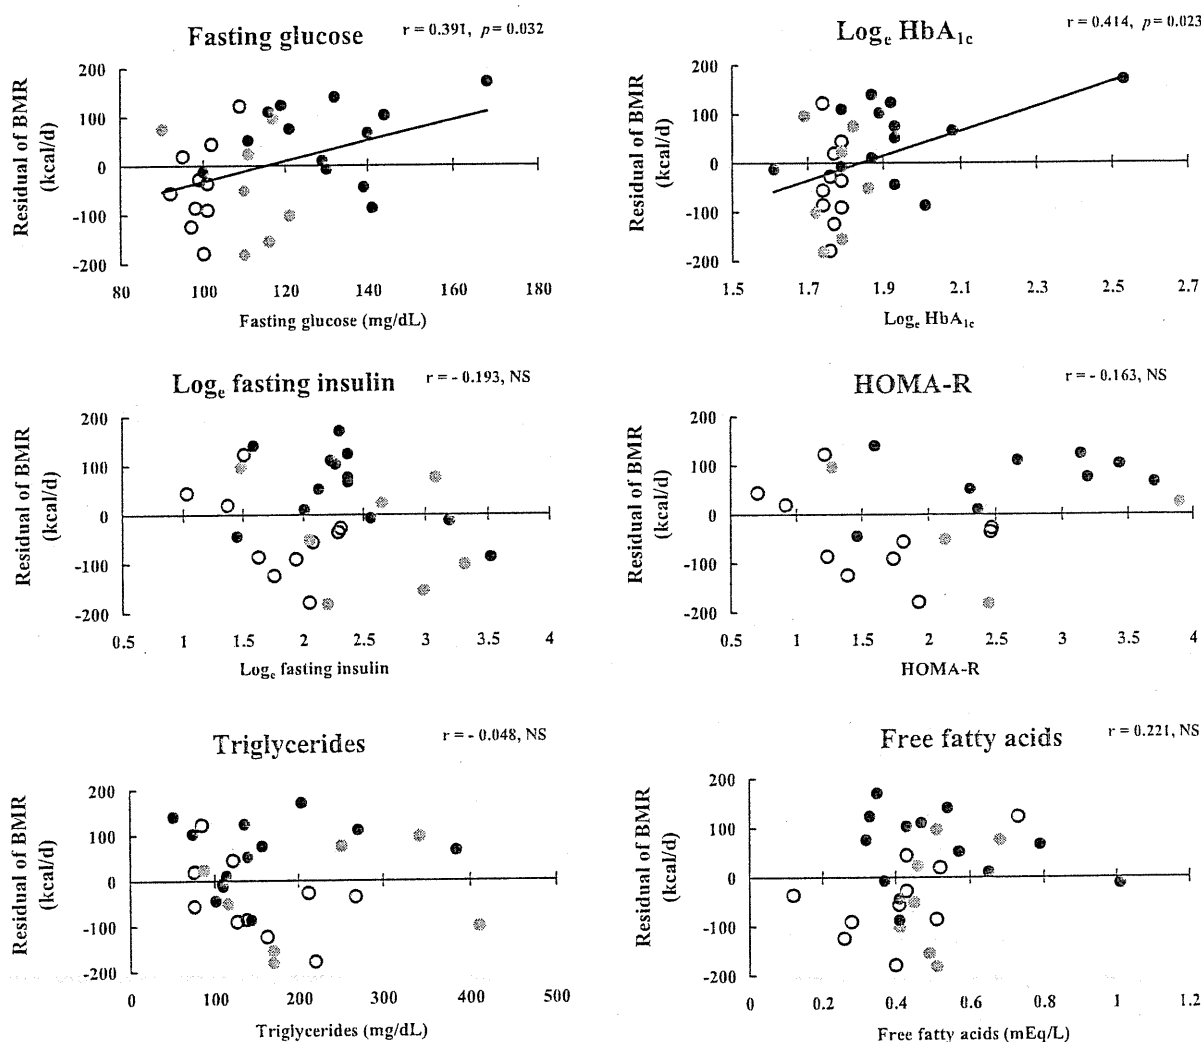 Fasting glucose
r = 0.391, p = 0.032
Residual of BMR
(kcal/d)
200
100
0
-100
-200
80
100
120
140
160
180
Fasting glucose (mg/dL)
Logₑ HbA₁c
r = 0.414, p = 0.023
Residual of BMR
(kcal/d)
200
100
0
-100
-200
1.5
1.7
1.9
2.1
2.3
2.5
2.7
Logₑ HbA₁c
Logₑ fasting insulin
r = - 0.193, NS
Residual of BMR
(kcal/d)
200
100
0
-100
-200
0.5
1
1.5
2
2.5
3
3.5
4
Logₑ fasting insulin
HOMA-R
r = - 0.163, NS
Residual of BMR
(kcal/d)
200
100
0
-100
-200
0.5
1
1.5
2
2.5
3
3.5
4
HOMA-R
Triglycerides
r = - 0.048, NS
Residual of BMR
(kcal/d)
200
100
0
-100
-200
0
100
200
300
400
500
Triglycerides (mg/dL)
Free fatty acids
r = 0.221, NS
Residual of BMR
(kcal/d)
200
100
0
-100
-200
0
0.2
0.4
0.6
0.8
1
1.2
Free fatty acids (mEq/L)